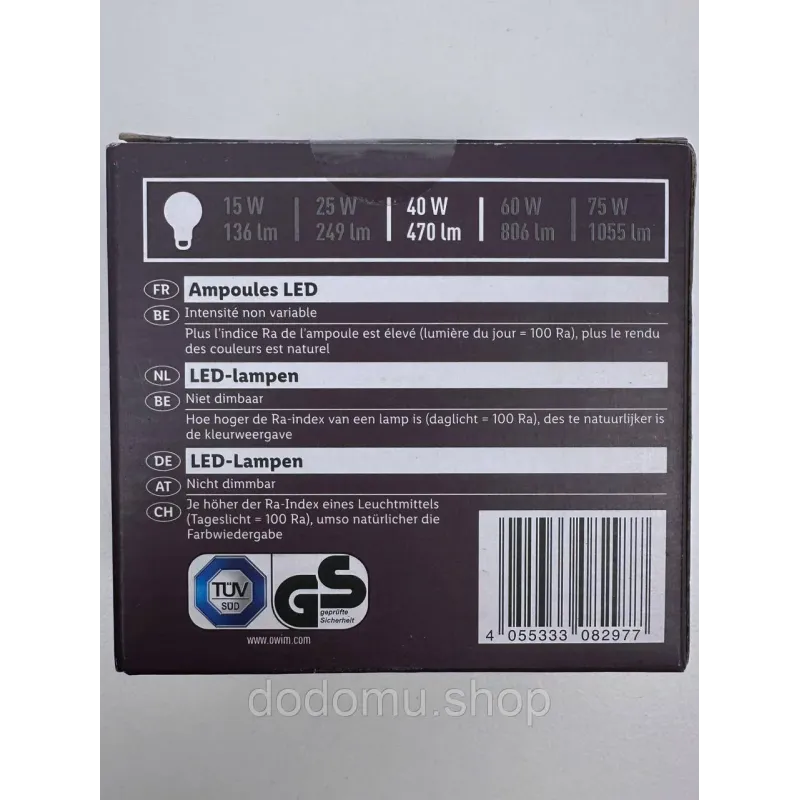 15 W 25 W 40 W 60 W 75 W
136 lm 249 lm 470 lm 806 lm 1055 lm
FR Ampoules LED
BE Intensité non variable
Plus l'indice Ra de l'ampoule est élevé (lumière du jour = 100 Ra), plus le rendu
des couleurs est naturel
NL LED-lampen
BE Niet dimbaar
Hoe hoger de Ra-index van een lamp is (daglicht = 100 Ra), des te natuurlijker is
de kleurweergave
DE LED-Lampen
AT Nicht dimmbar
CH Je höher der Ra-Index eines Leuchtmittels
(Tageslicht = 100 Ra), umso natürlicher die
Farbwiedergabe
TÜV
SÜD
GS
geprüfte
Sicherheit
www.owim.com
4 055333 082977
dodomu.shop